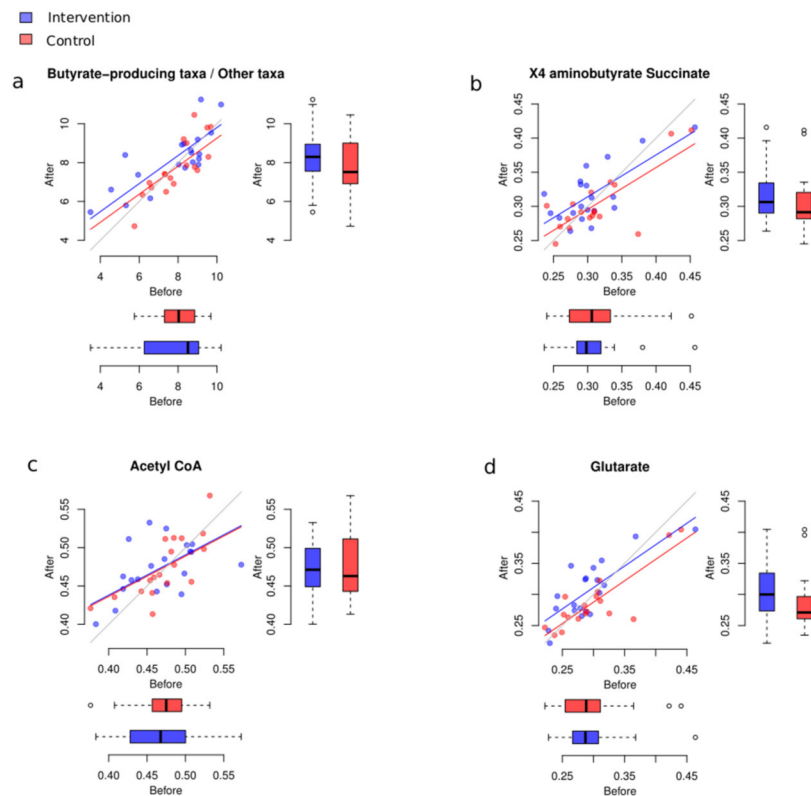 Intervention
Control
a
Butyrate−producing taxa / Other taxa
After
10
8
6
4
4 6 8 10
Before
After
10
8
6
4
4 6 8 10
Before
b
X4 aminobutyrate Succinate
After
0.45
0.35
0.30
0.25
0.25 0.30 0.35 0.40 0.45
Before
After
0.45
0.35
0.30
0.25
0.25 0.30 0.35 0.40 0.45
Before
c
Acetyl CoA
After
0.55
0.50
0.45
0.40
0.40 0.45 0.50 0.55
Before
After
0.55
0.50
0.45
0.40
0.40 0.45 0.50 0.55
Before
d
Glutarate
After
0.45
0.35
0.25
0.25 0.35 0.45
Before
After
0.45
0.35
0.25
0.25 0.35 0.45
Before